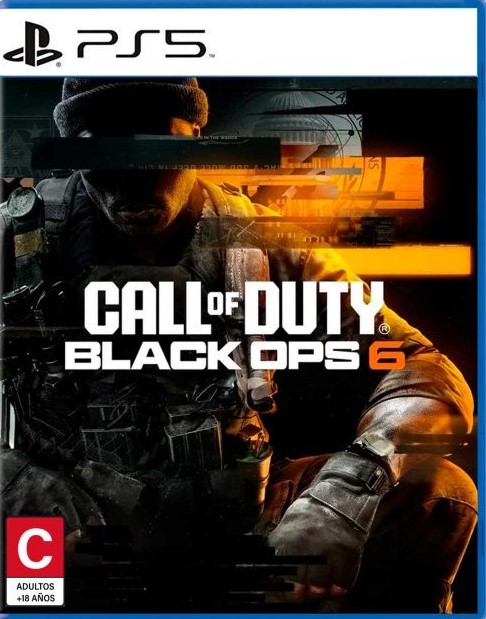 PS5
CALL OF DUTY®
BLACK OPS 6
C
ADULTOS
+18 AÑOS